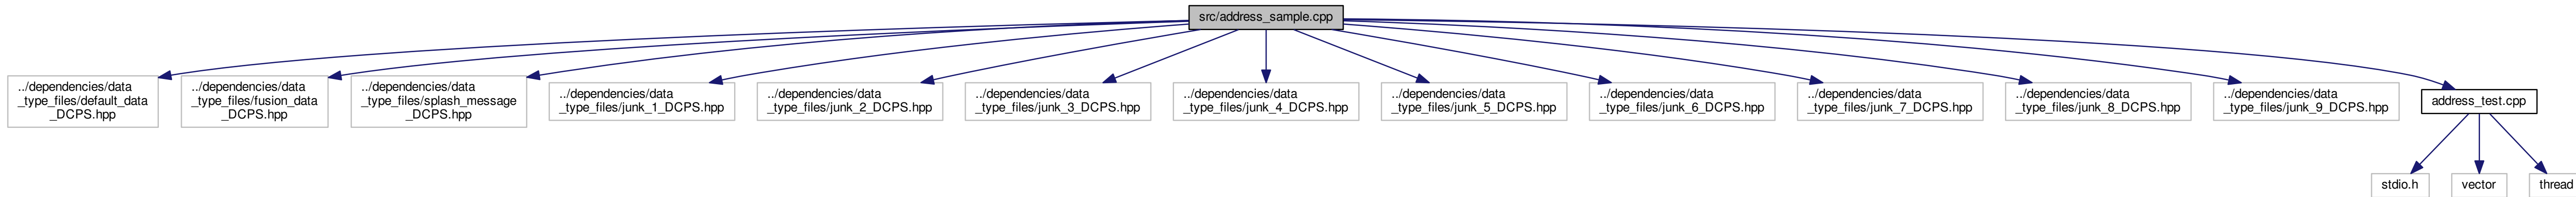 src/address_sample.cpp
../dependencies/data
_type_files/default_data
_DCPS.hpp
../dependencies/data
_type_files/fusion_data
_DCPS.hpp
../dependencies/data
_type_files/splash_message
_DCPS.hpp
../dependencies/data
_type_files/junk_1_DCPS.hpp
../dependencies/data
_type_files/junk_2_DCPS.hpp
../dependencies/data
_type_files/junk_3_DCPS.hpp
../dependencies/data
_type_files/junk_4_DCPS.hpp
../dependencies/data
_type_files/junk_5_DCPS.hpp
../dependencies/data
_type_files/junk_6_DCPS.hpp
../dependencies/data
_type_files/junk_7_DCPS.hpp
../dependencies/data
_type_files/junk_8_DCPS.hpp
../dependencies/data
_type_files/junk_9_DCPS.hpp
address_test.cpp
stdio.h
vector
thread